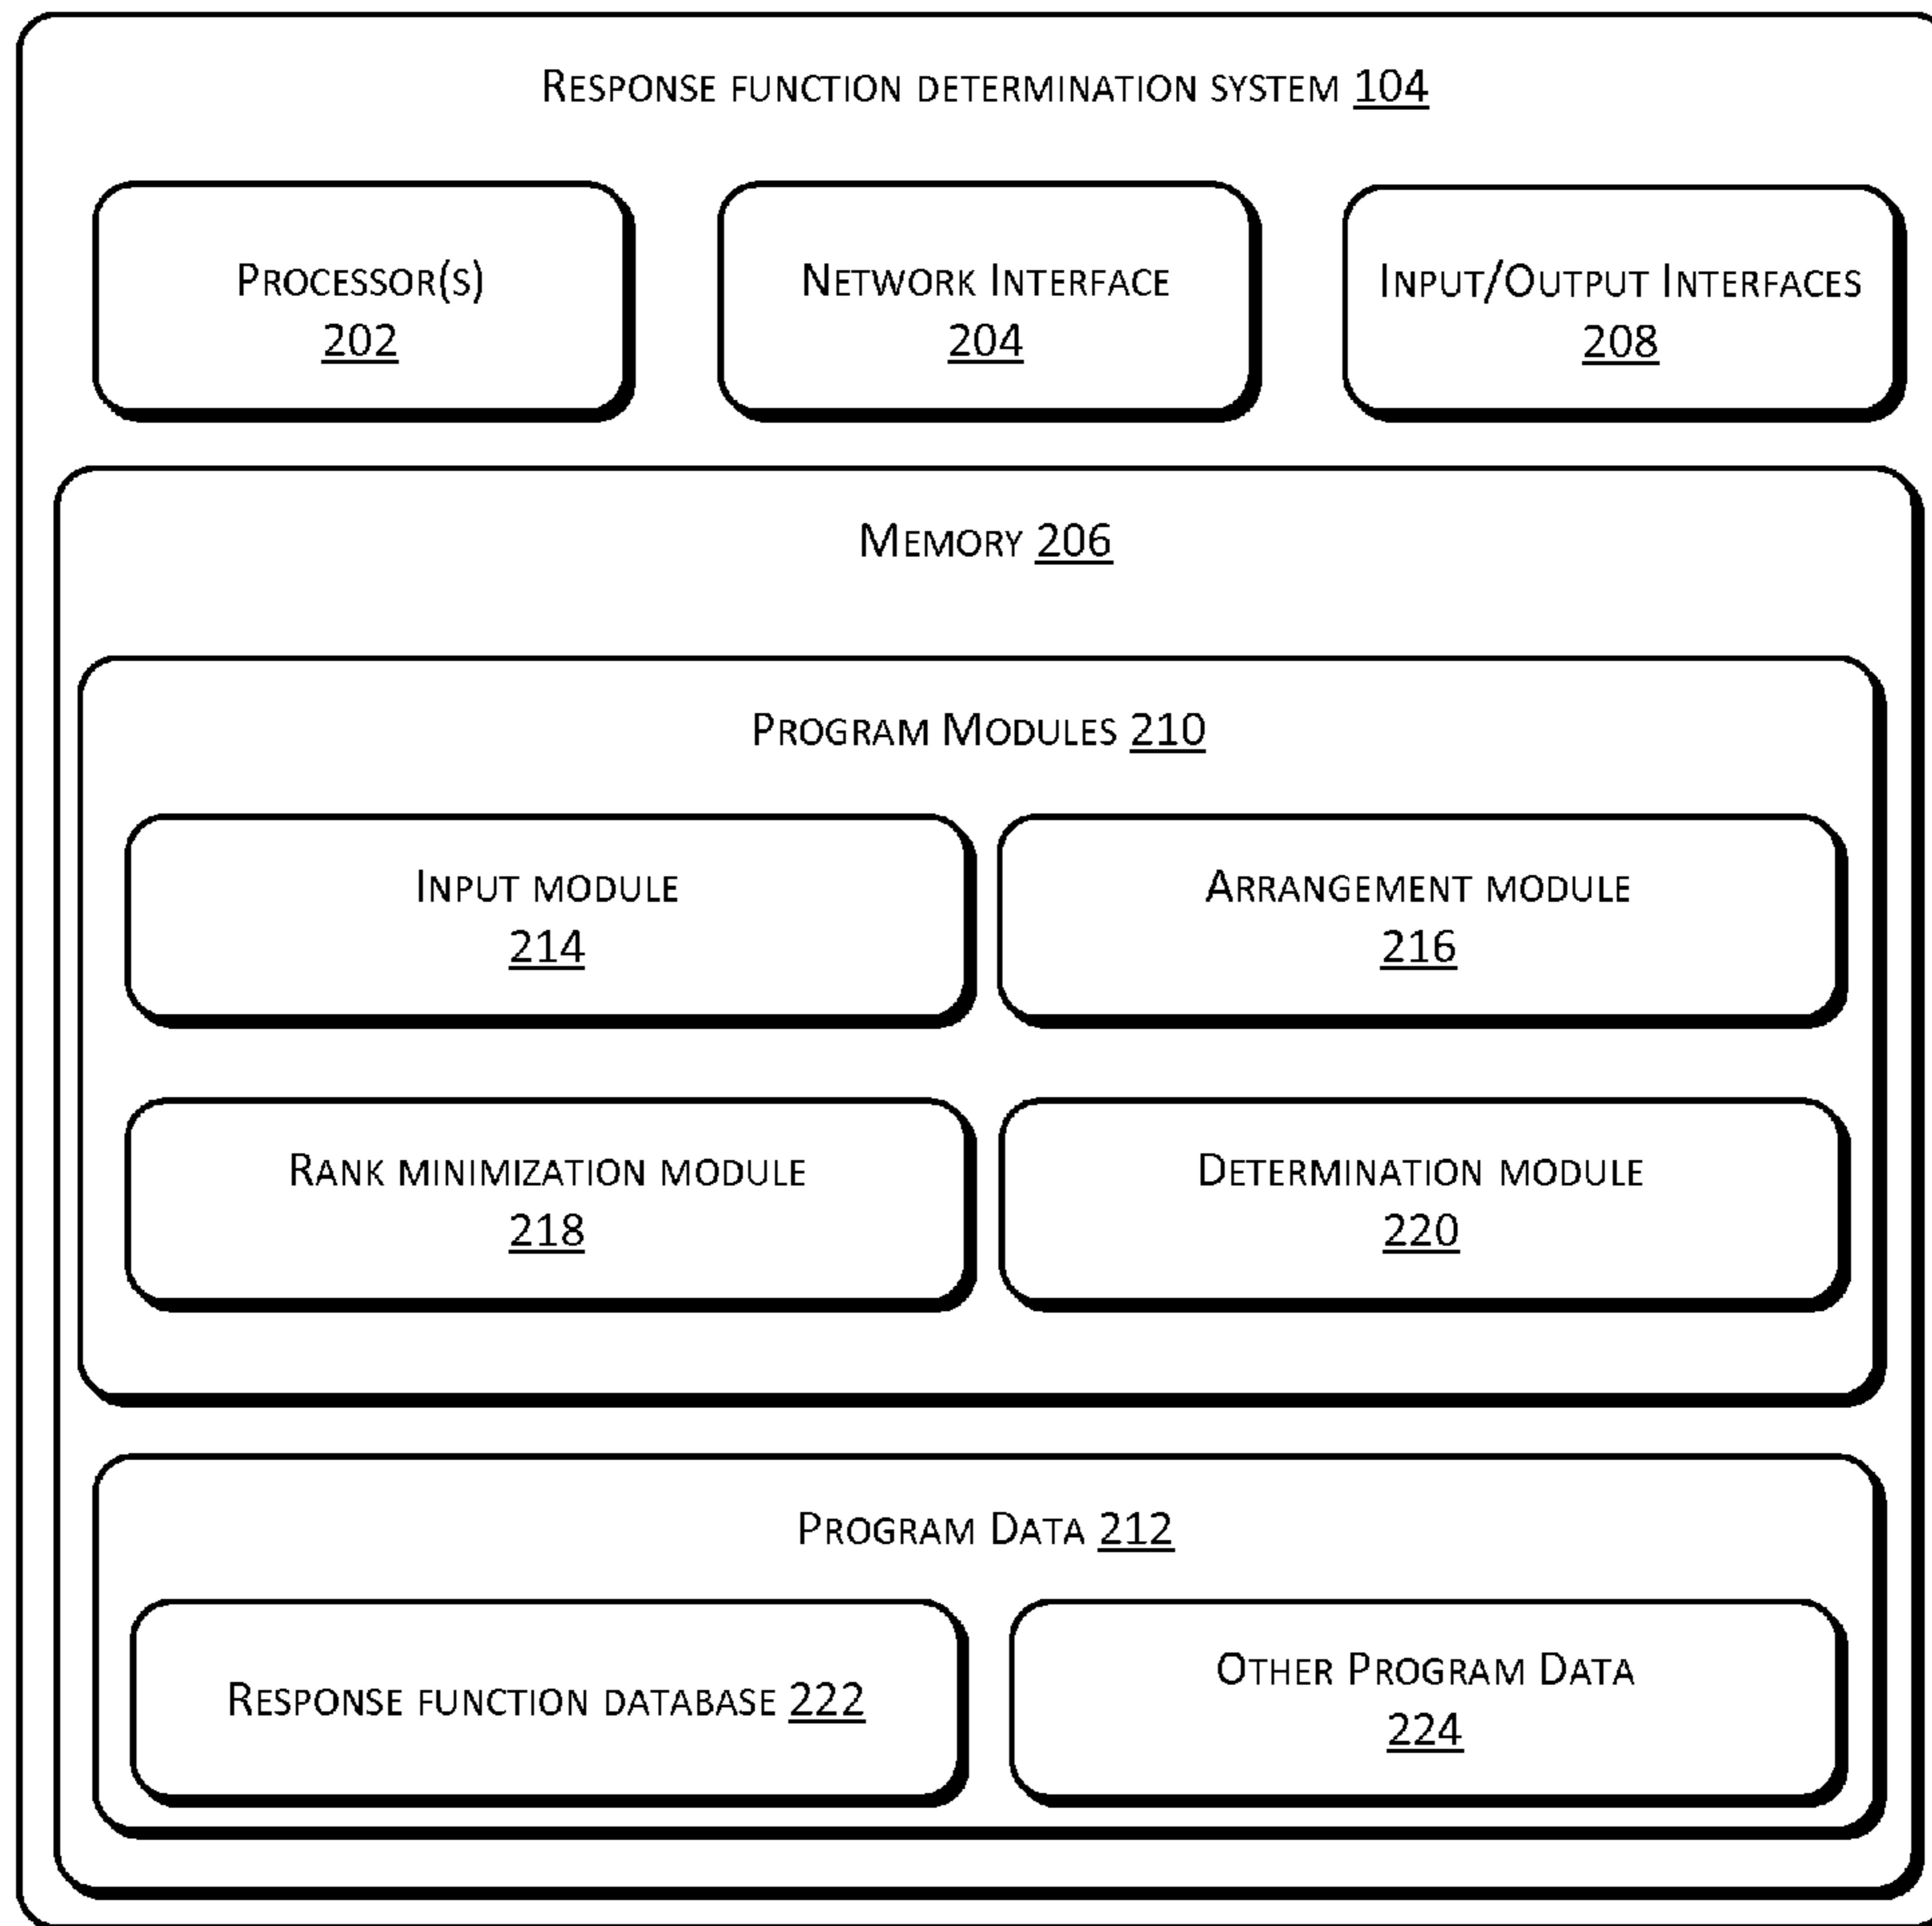 Response function determination system 104
Processor(s)
202
Network Interface
204
Input/Output Interfaces
208
Memory 206
Program Modules 210
Input module
214
Arrangement module
216
Rank minimization module
218
Determination module
220
Program Data 212
Response function database 222
Other Program Data
224